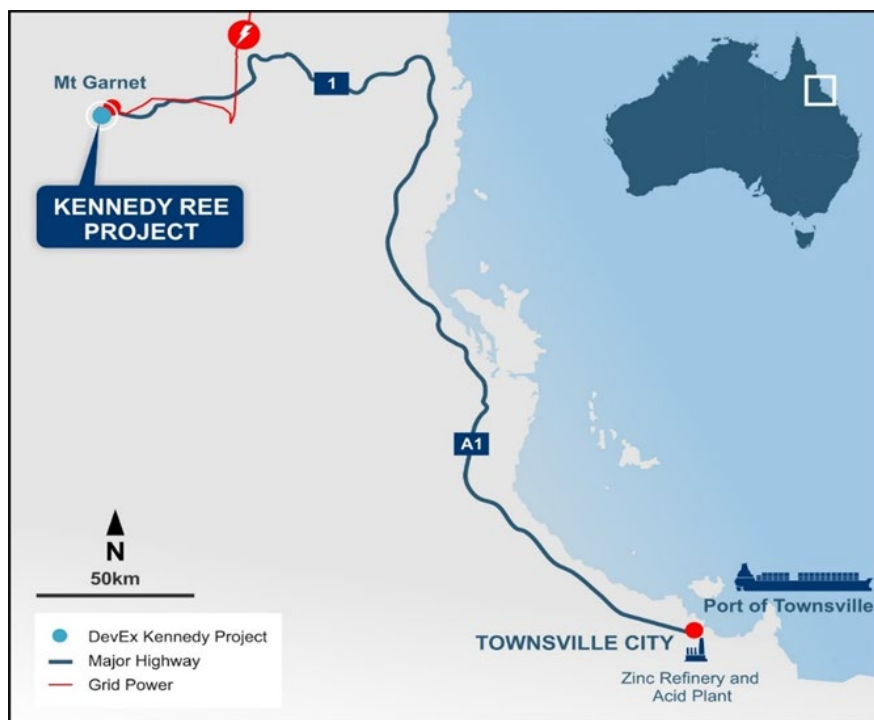 Mt Garnet
1
KENNEDY REE
PROJECT
A1
N
50km
DevEx Kennedy Project
Major Highway
Grid Power
Port of Townsville
TOWNSVILLE CITY
Zinc Refinery and
Acid Plant